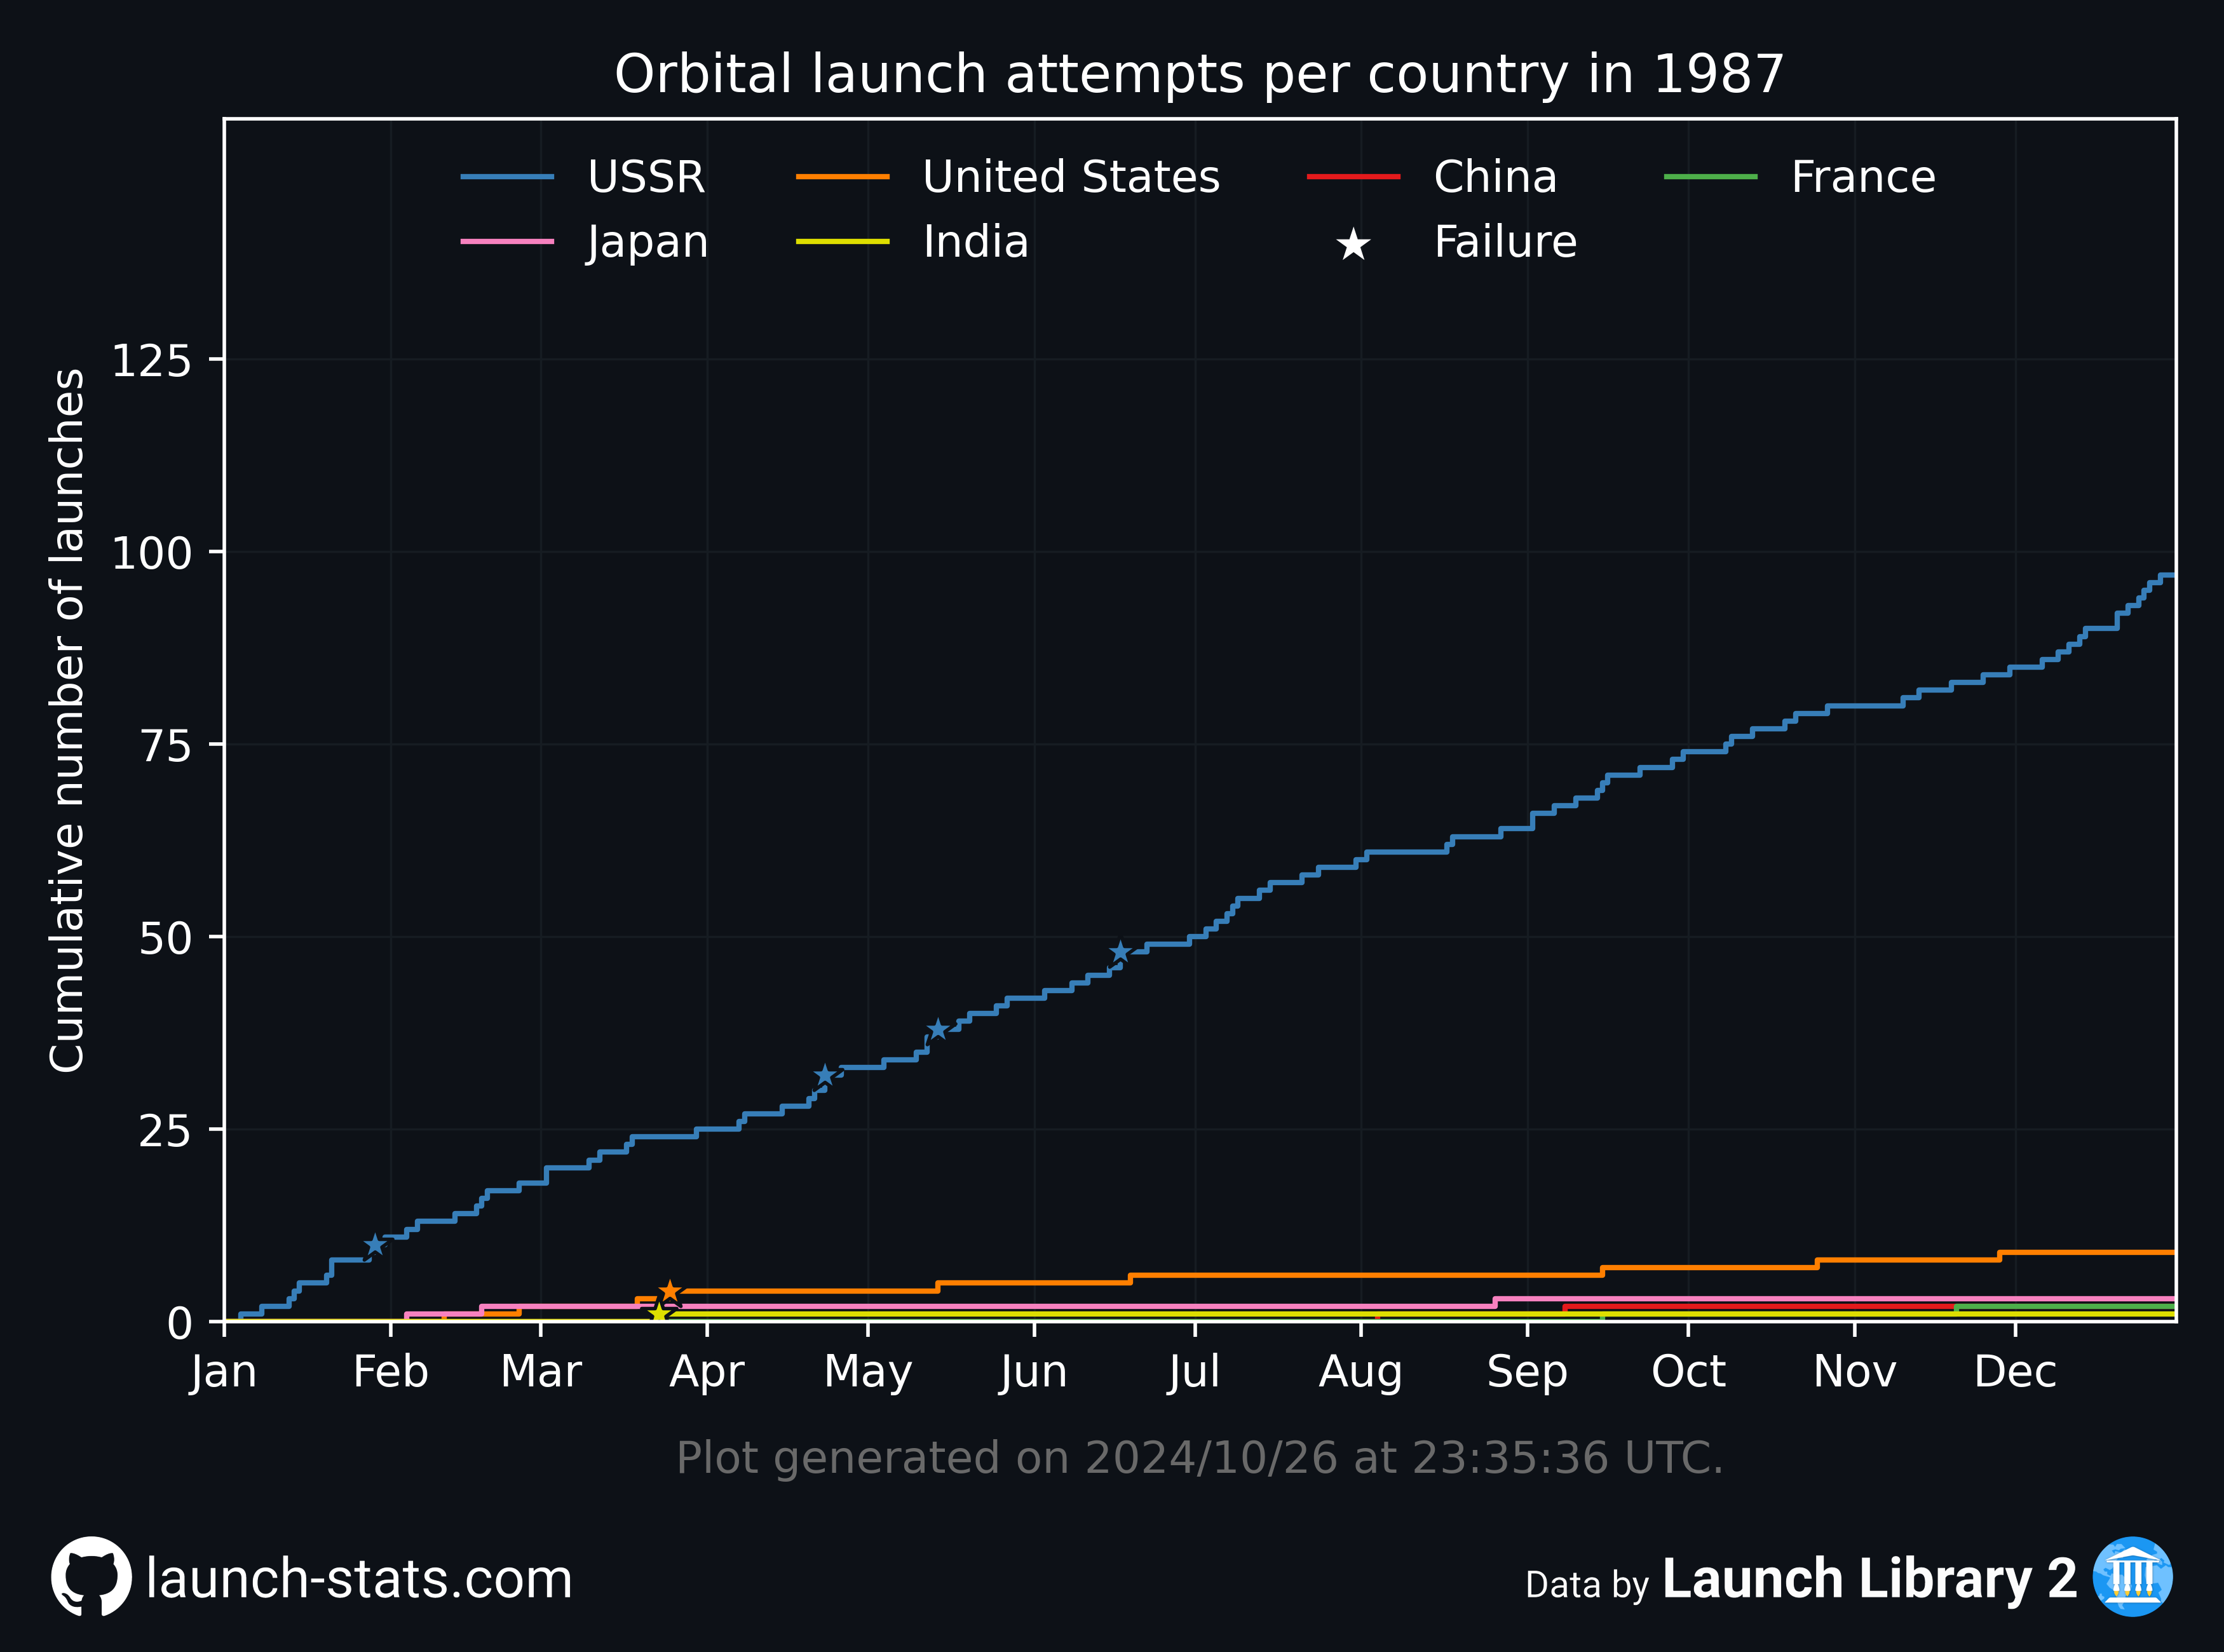 Orbital launch attempts per country in 1987
USSR United States China France
Japan India Failure
Cumulative number of launches
125
100
75
50
25
0
Jan Feb Mar Apr May Jun Jul Aug Sep Oct Nov Dec
Plot generated on 2024/10/26 at 23:35:36 UTC.
launch-stats.com
Data by Launch Library 2